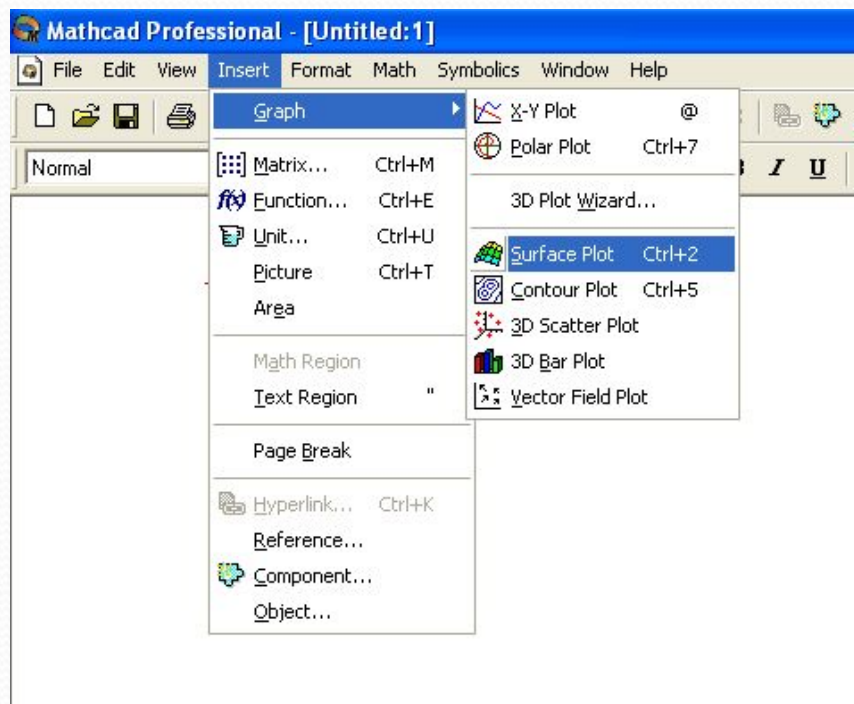 Mathcad Professional - [Untitled:1]
File Edit View Insert Format Math Symbolics Window Help
Normal
I U
Graph
Matrix... Ctrl+M
Function... Ctrl+E
Unit... Ctrl+U
Picture Ctrl+T
Area
Math Region
Text Region "
Page Break
Hyperlink... Ctrl+K
Reference...
Component...
Object...
X-Y Plot @
Polar Plot Ctrl+7
3D Plot Wizard...
Surface Plot Ctrl+2
Contour Plot Ctrl+5
3D Scatter Plot
3D Bar Plot
Vector Field Plot